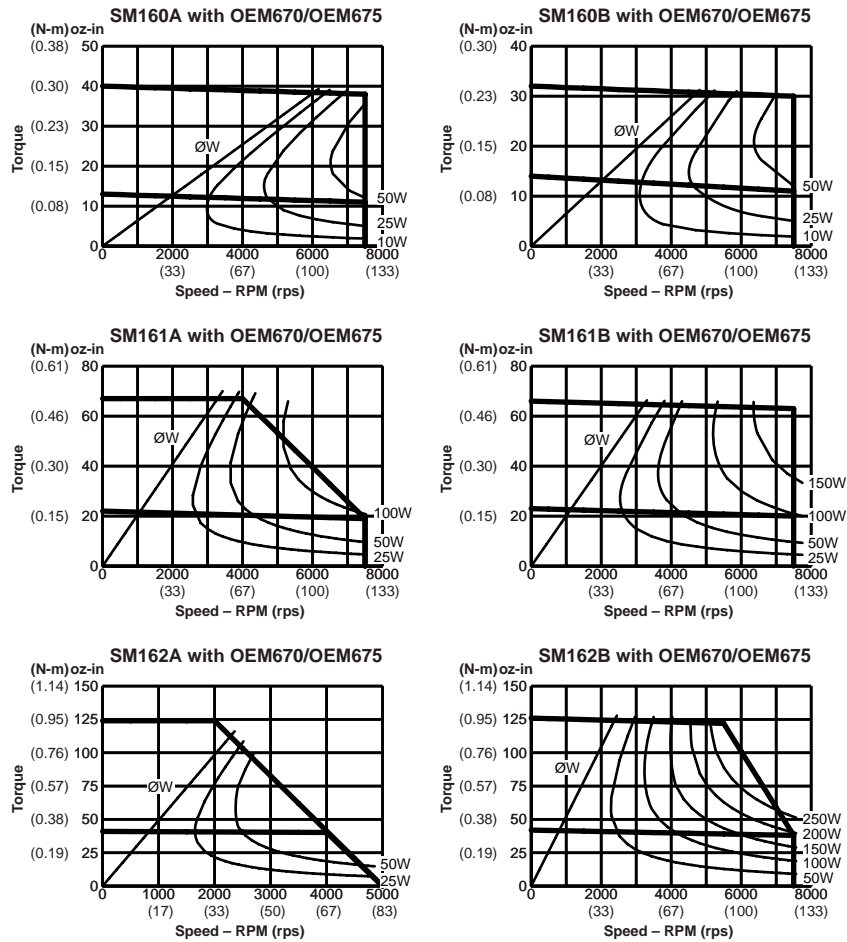 SM160A with OEM670/OEM675
(N-m) oz-in
(0.38) 50
(0.30) 40
(0.23) 30
(0.15) 20
(0.08) 10
0
Torque
ØW
50W
25W
10W
0 2000 4000 6000 8000
(33) (67) (100) (133)
Speed – RPM (rps)
SM160B with OEM670/OEM675
(N-m) oz-in
(0.30) 40
(0.23) 30
(0.15) 20
(0.08) 10
0
Torque
ØW
50W
25W
10W
0 2000 4000 6000 8000
(33) (67) (100) (133)
Speed – RPM (rps)
SM161A with OEM670/OEM675
(N-m) oz-in
(0.61) 80
(0.46) 60
(0.30) 40
(0.15) 20
0
Torque
ØW
100W
50W
25W
0 2000 4000 6000 8000
(33) (67) (100) (133)
Speed – RPM (rps)
SM161B with OEM670/OEM675
(N-m) oz-in
(0.61) 80
(0.46) 60
(0.30) 40
(0.15) 20
0
Torque
ØW
150W
100W
50W
25W
0 2000 4000 6000 8000
(33) (67) (100) (133)
Speed – RPM (rps)
SM162A with OEM670/OEM675
(N-m) oz-in
(1.14) 150
(0.95) 125
(0.76) 100
(0.57) 75
(0.38) 50
(0.19) 25
0
Torque
ØW
50W
25W
0 1000 2000 3000 4000 5000
(17) (33) (50) (67) (83)
Speed – RPM (rps)
SM162B with OEM670/OEM675
(N-m) oz-in
(1.14) 150
(0.95) 125
(0.76) 100
(0.57) 75
(0.38) 50
(0.19) 25
0
Torque
ØW
250W
200W
150W
100W
50W
0 2000 4000 6000 8000
(33) (67) (100) (133)
Speed – RPM (rps)